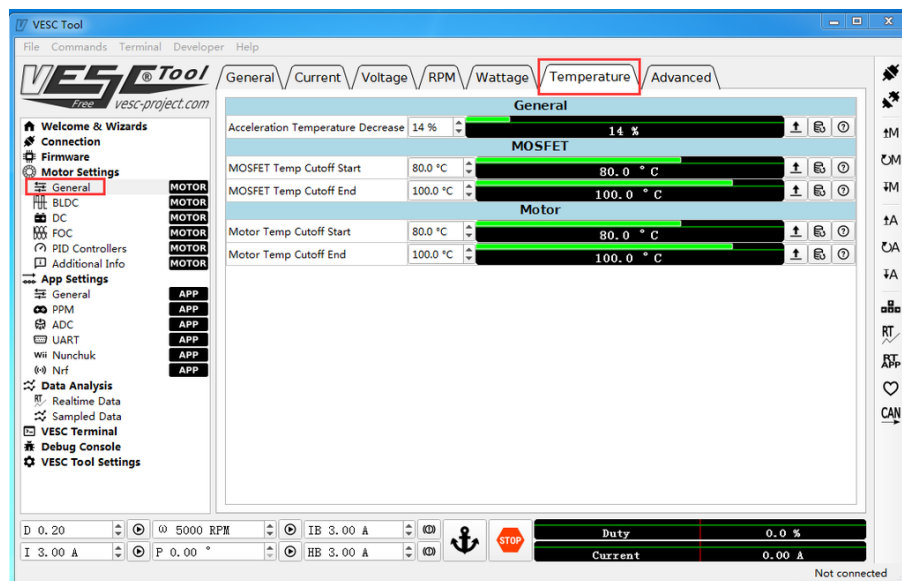 VESC Tool
File Commands Terminal Developer Help
VESC ® Tool
Free vesc-project.com
General Current Voltage RPM Wattage Temperature Advanced
General
Acceleration Temperature Decrease 14 % 14 %
MOSFET
MOSFET Temp Cutoff Start 80.0 °C 80.0 °C
MOSFET Temp Cutoff End 100.0 °C 100.0 °C
Motor
Motor Temp Cutoff Start 80.0 °C 80.0 °C
Motor Temp Cutoff End 100.0 °C 100.0 °C
Welcome & Wizards
Connection
Firmware
Motor Settings
General MOTOR
BLDC MOTOR
DC MOTOR
FOC MOTOR
PID Controllers MOTOR
Additional Info MOTOR
App Settings
General APP
PPM APP
ADC APP
UART APP
Wii Nunchuk APP
Nrf APP
Data Analysis
RT Realtime Data
Sampled Data
VESC Terminal
Debug Console
VESC Tool Settings
M
M
M
A
A
A
RT
RT
APP
CAN
D 0.20 ω 5000 RPM IB 3.00 A
I 3.00 A P 0.00 ° HB 3.00 A
STOP
Duty 0.0 %
Current 0.00 A
Not connected